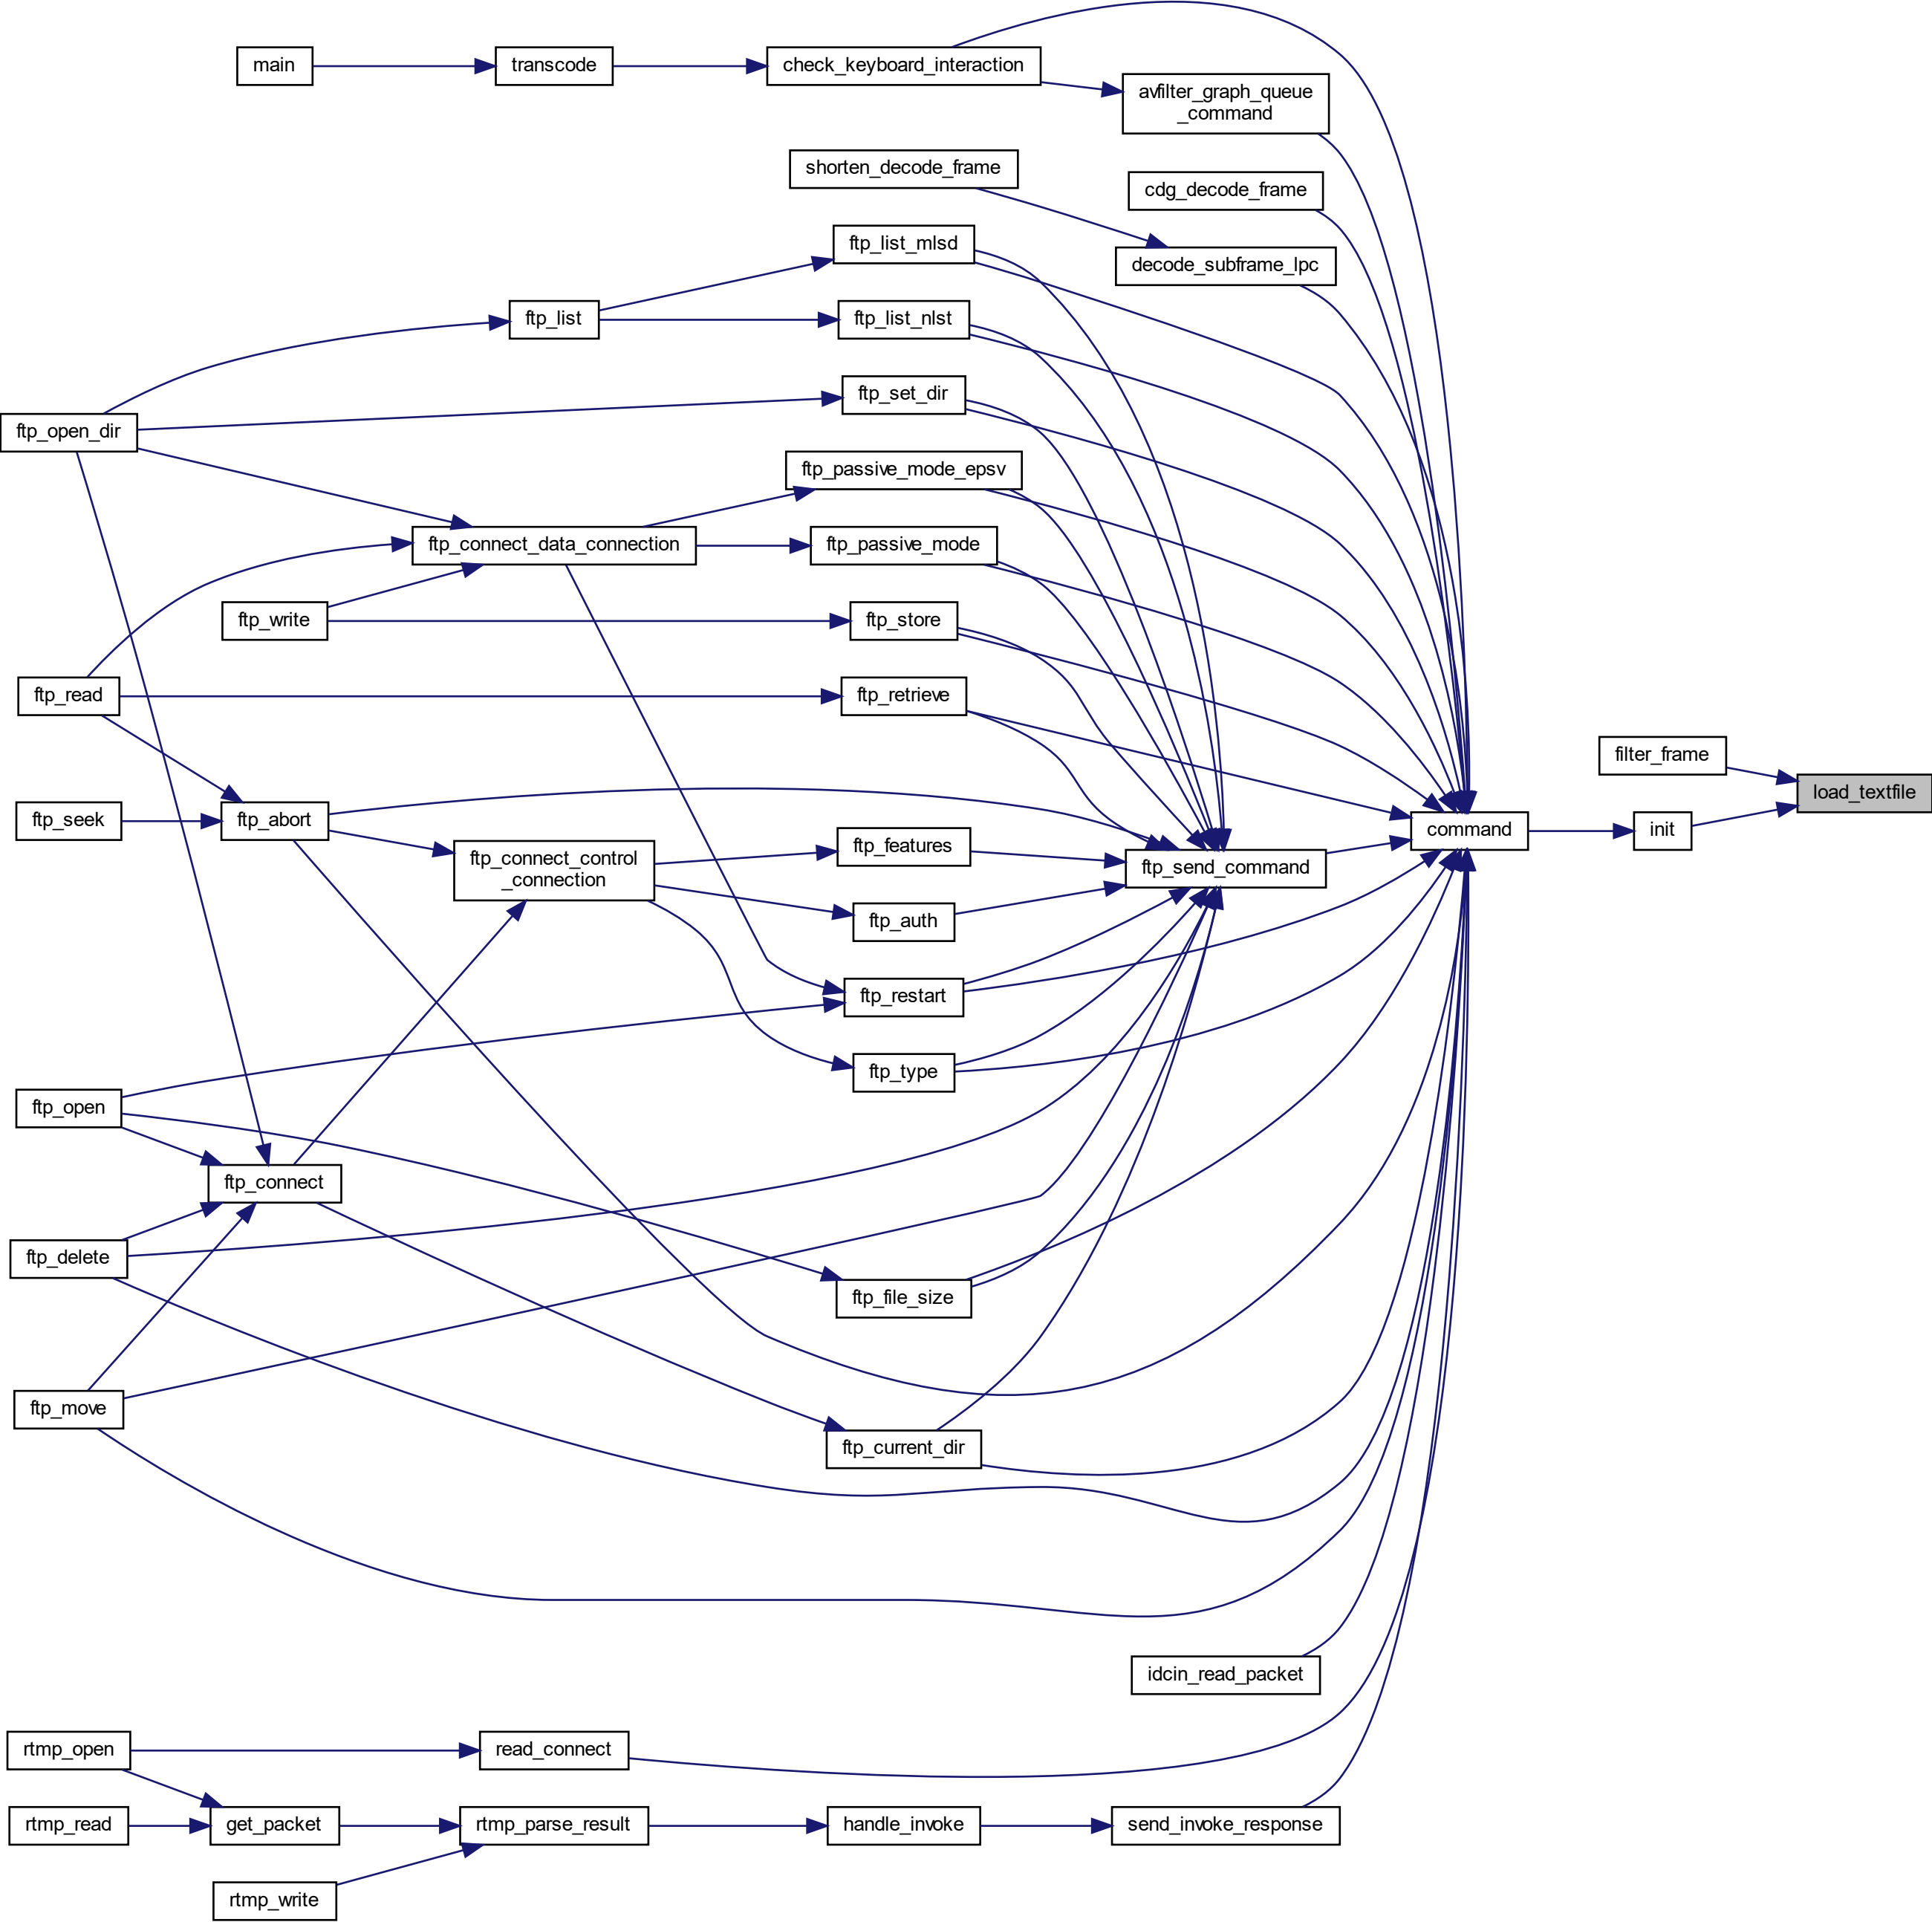 main
transcode
check_keyboard_interaction
avfilter_graph_queue
_command
shorten_decode_frame
cdg_decode_frame
ftp_list_mlsd
decode_subframe_lpc
ftp_list
ftp_list_nlst
ftp_set_dir
ftp_open_dir
ftp_passive_mode_epsv
ftp_connect_data_connection
ftp_passive_mode
ftp_write
ftp_store
ftp_read
ftp_retrieve
filter_frame
load_textfile
ftp_seek
ftp_abort
command
init
ftp_features
ftp_connect_control
_connection
ftp_send_command
ftp_auth
ftp_restart
ftp_type
ftp_open
ftp_connect
ftp_delete
ftp_file_size
ftp_move
ftp_current_dir
idcin_read_packet
rtmp_open
read_connect
rtmp_read
get_packet
rtmp_parse_result
handle_invoke
send_invoke_response
rtmp_write